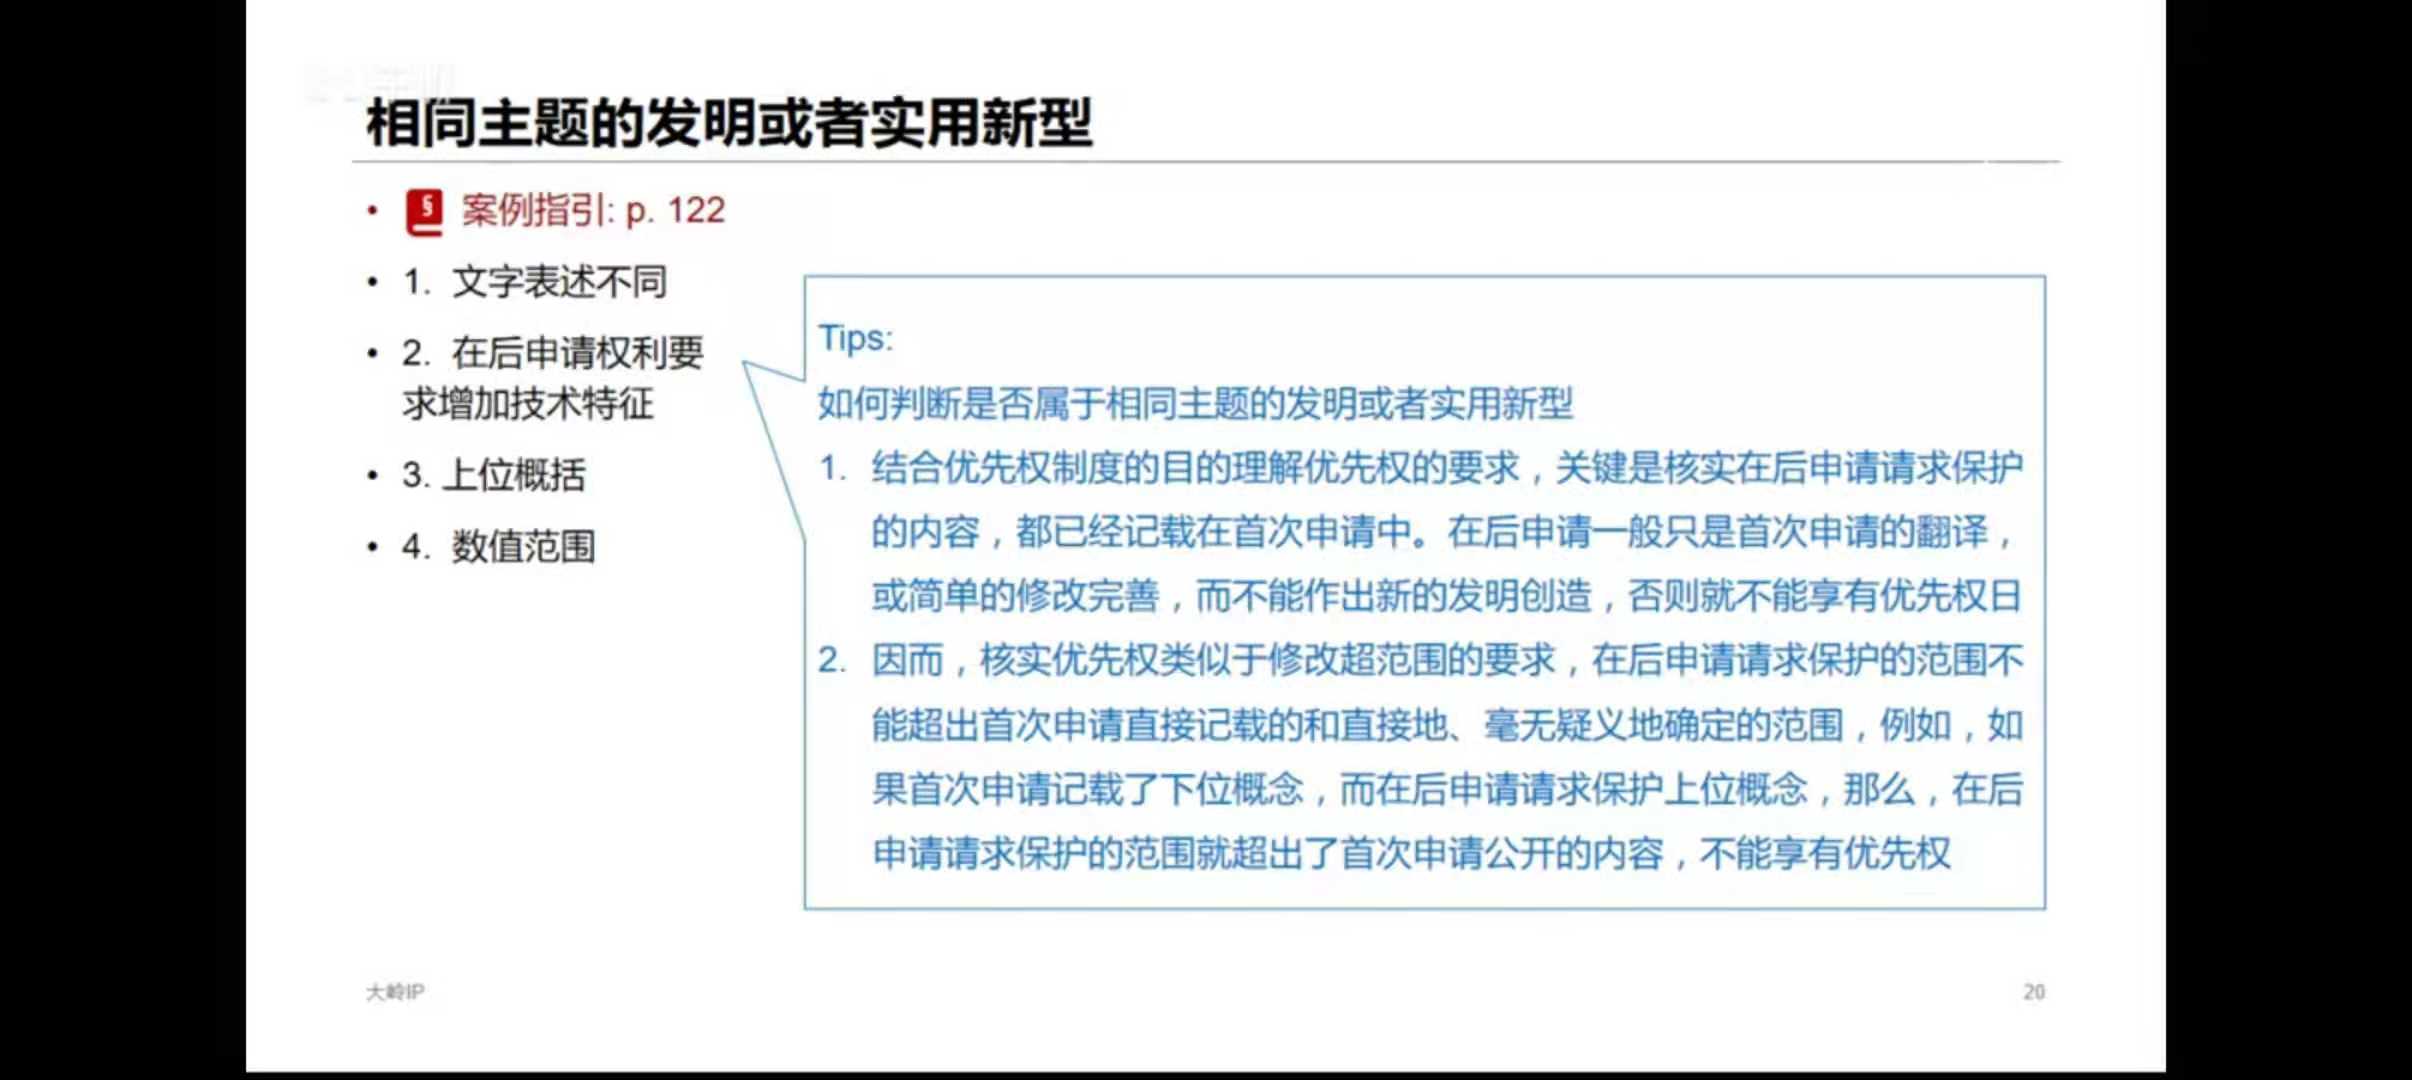 相同主题的发明或者实用新型
• § 案例指引: p. 122
• 1. 文字表述不同
• 2. 在后申请权利要
求增加技术特征
• 3. 上位概括
• 4. 数值范围
Tips:
如何判断是否属于相同主题的发明或者实用新型
1. 结合优先权制度的目的理解优先权的要求，关键是核实在后申请请求保护
的内容，都已经记载在首次申请中。在后申请一般只是首次申请的翻译，
或简单的修改完善，而不能作出新的发明创造，否则就不能享有优先权日
2. 因而，核实优先权类似于修改超范围的要求，在后申请请求保护的范围不
能超出首次申请直接记载的和直接地、毫无疑义地确定的范围，例如，如
果首次申请记载了下位概念，而在后申请请求保护上位概念，那么，在后
申请请求保护的范围就超出了首次申请公开的内容，不能享有优先权
大岭IP
20